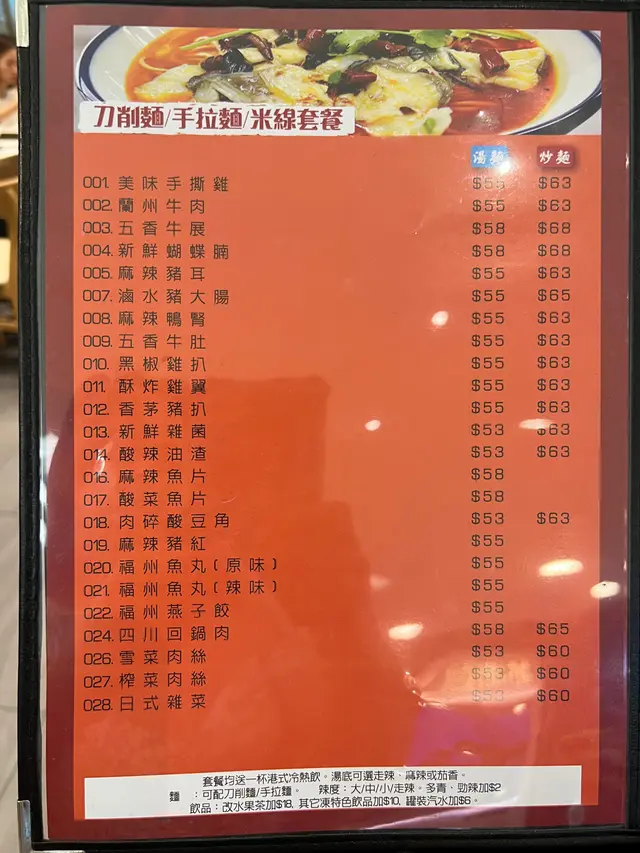 刀削麵/手拉麵/米線套餐
湯麵 炒麵
001. 美味手撕雞 $55 $63
002. 蘭州牛肉 $55 $63
003. 五香牛展 $58 $68
004. 新鮮蝴蝶腩 $58 $68
005. 麻辣豬耳 $55 $63
007. 滷水豬大腸 $55 $65
008. 麻辣鴨腎 $55 $63
009. 五香牛肚 $55 $63
010. 黑椒雞扒 $55 $63
011. 酥炸雞翼 $55 $63
012. 香茅豬扒 $55 $63
013. 新鮮雜菌 $53 $63
014. 酸辣油渣 $53 $63
016. 麻辣魚片 $58
017. 酸菜魚片 $58
018. 肉碎酸豆角 $53 $63
019. 麻辣豬紅 $55
020. 福州魚丸(原味) $55
021. 福州魚丸(辣味) $55
022. 福州燕子餃 $55
024. 四川回鍋肉 $58 $65
026. 雪菜肉絲 $53 $60
027. 榨菜肉絲 $53 $60
028. 日式雜菜 $53 $60
套餐均送一杯港式冷熱飲。湯底可選走辣、麻辣或茄香。
麵 :可配刀削麵/手拉麵。 辣度:大/中/小/走辣。多青、勁辣加$2
飲品:改水果茶加$18, 其它凍特色飲品加$10, 罐裝汽水加$6。